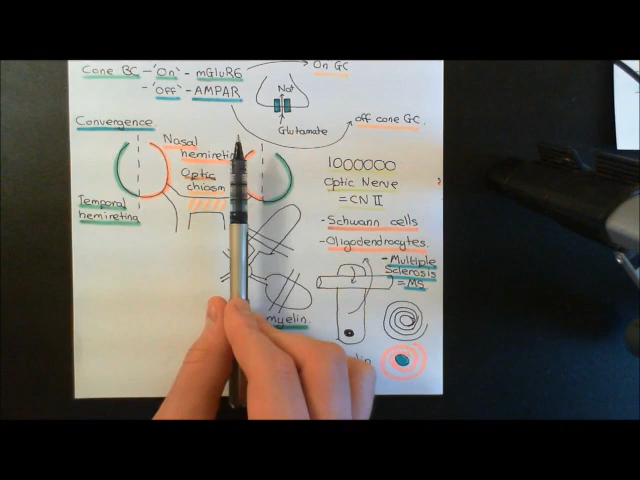 Cone BC - 'On' - mGluR6
On GC
- 'Off' - AMPAR
Na+
Glutamate
off cone GC.
Convergence.
Nasal
Optic
chiasm
Temporal
hemiretina
1000000
Optic Nerve
= CN II
- Schwann cells
- Oligodendrocytes.
- Multiple
Sclerosis
= MS
myelin.